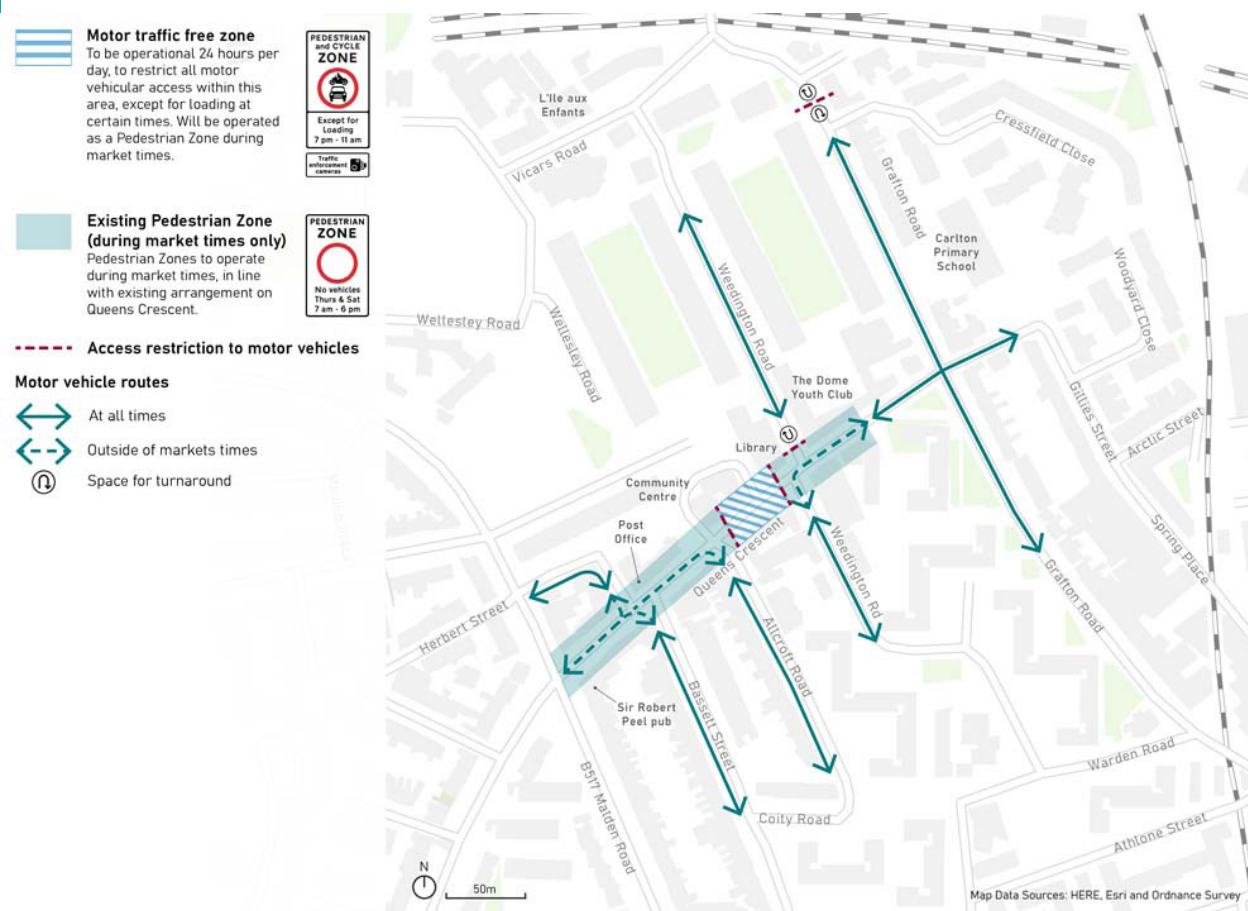 Motor traffic free zone
To be operational 24 hours per
day, to restrict all motor
vehicular access within this
area, except for loading at
certain times. Will be operated
as a Pedestrian Zone during
market times.
PEDESTRIAN
and CYCLE
ZONE
Except for
Loading
7 pm - 11 am
Traffic
enforcement
cameras
Existing Pedestrian Zone
(during market times only)
Pedestrian Zones to operate
during market times, in line
with existing arrangement on
Queens Crescent.
PEDESTRIAN
ZONE
No vehicles
Thurs & Sat
7 am - 6 pm
Access restriction to motor vehicles
Motor vehicle routes
At all times
Outside of markets times
Space for turnaround
L'Ile aux
Enfants
Vicars Road
Cressfield Close
Grafton Road
Carlton
Primary
School
Woodyard Close
Weedington Road
Wellesley Road
Wellesley Road
The Dome
Youth Club
Gillies Street
Arctic Street
Library
Community
Centre
Post
Office
Queens Crescent
Weedington Rd
Spring Place
Grafton Road
Herbert Street
Allcroft Road
Bassett Street
Sir Robert
Peel pub
B517 Malden Road
Warden Road
Coity Road
Athlone Street
N
50m
Map Data Sources: HERE, Esri and Ordnance Survey